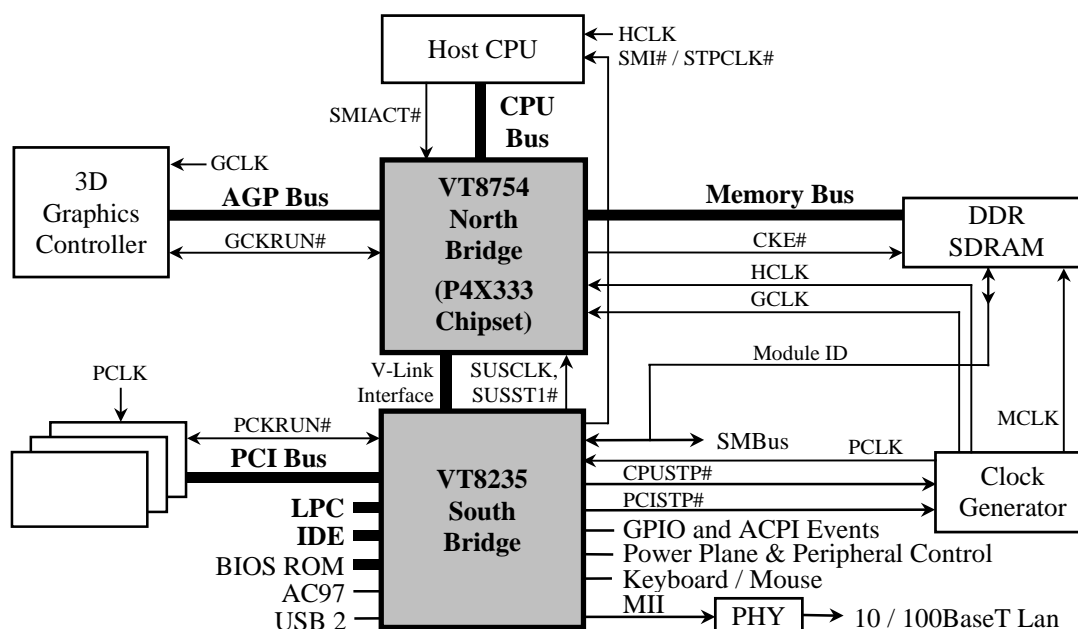 Host CPU
HCLK
SMI# / STPCLK#
SMIACT#
CPU
Bus
3D
Graphics
Controller
GCLK
AGP Bus
GCKRUN#
VT8754
North
Bridge
(P4X333
Chipset)
Memory Bus
CKE#
HCLK
GCLK
DDR
SDRAM
V-Link
Interface
SUSCLK,
SUSST1#
Module ID
MCLK
PCLK
PCKRUN#
PCI Bus
VT8235
South
Bridge
SMBus
PCLK
CPUSTP#
PCISTP#
Clock
Generator
LPC
IDE
BIOS ROM
AC97
USB 2
GPIO and ACPI Events
Power Plane & Peripheral Control
Keyboard / Mouse
MII
PHY
10 / 100BaseT Lan